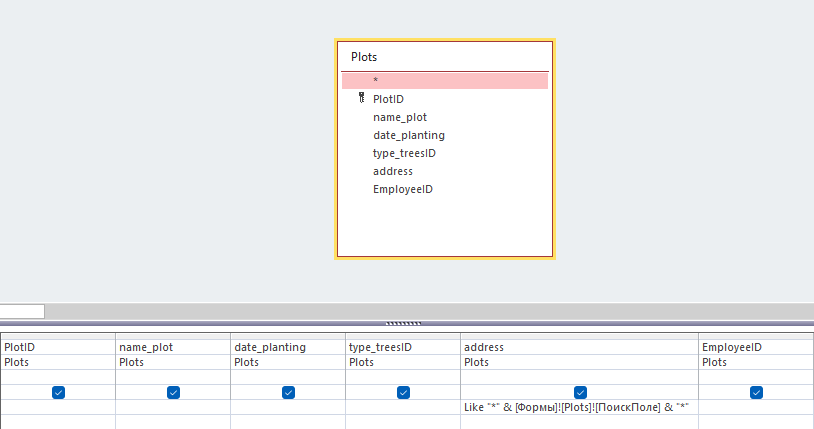 Plots
*
PlotID
name_plot
date_planting
type_treesID
address
EmployeeID
PlotID name_plot date_planting type_treesID address EmployeeID
Plots Plots Plots Plots Plots Plots
Like "*" & [Формы]![Plots]![ПоискПоле] & "*"